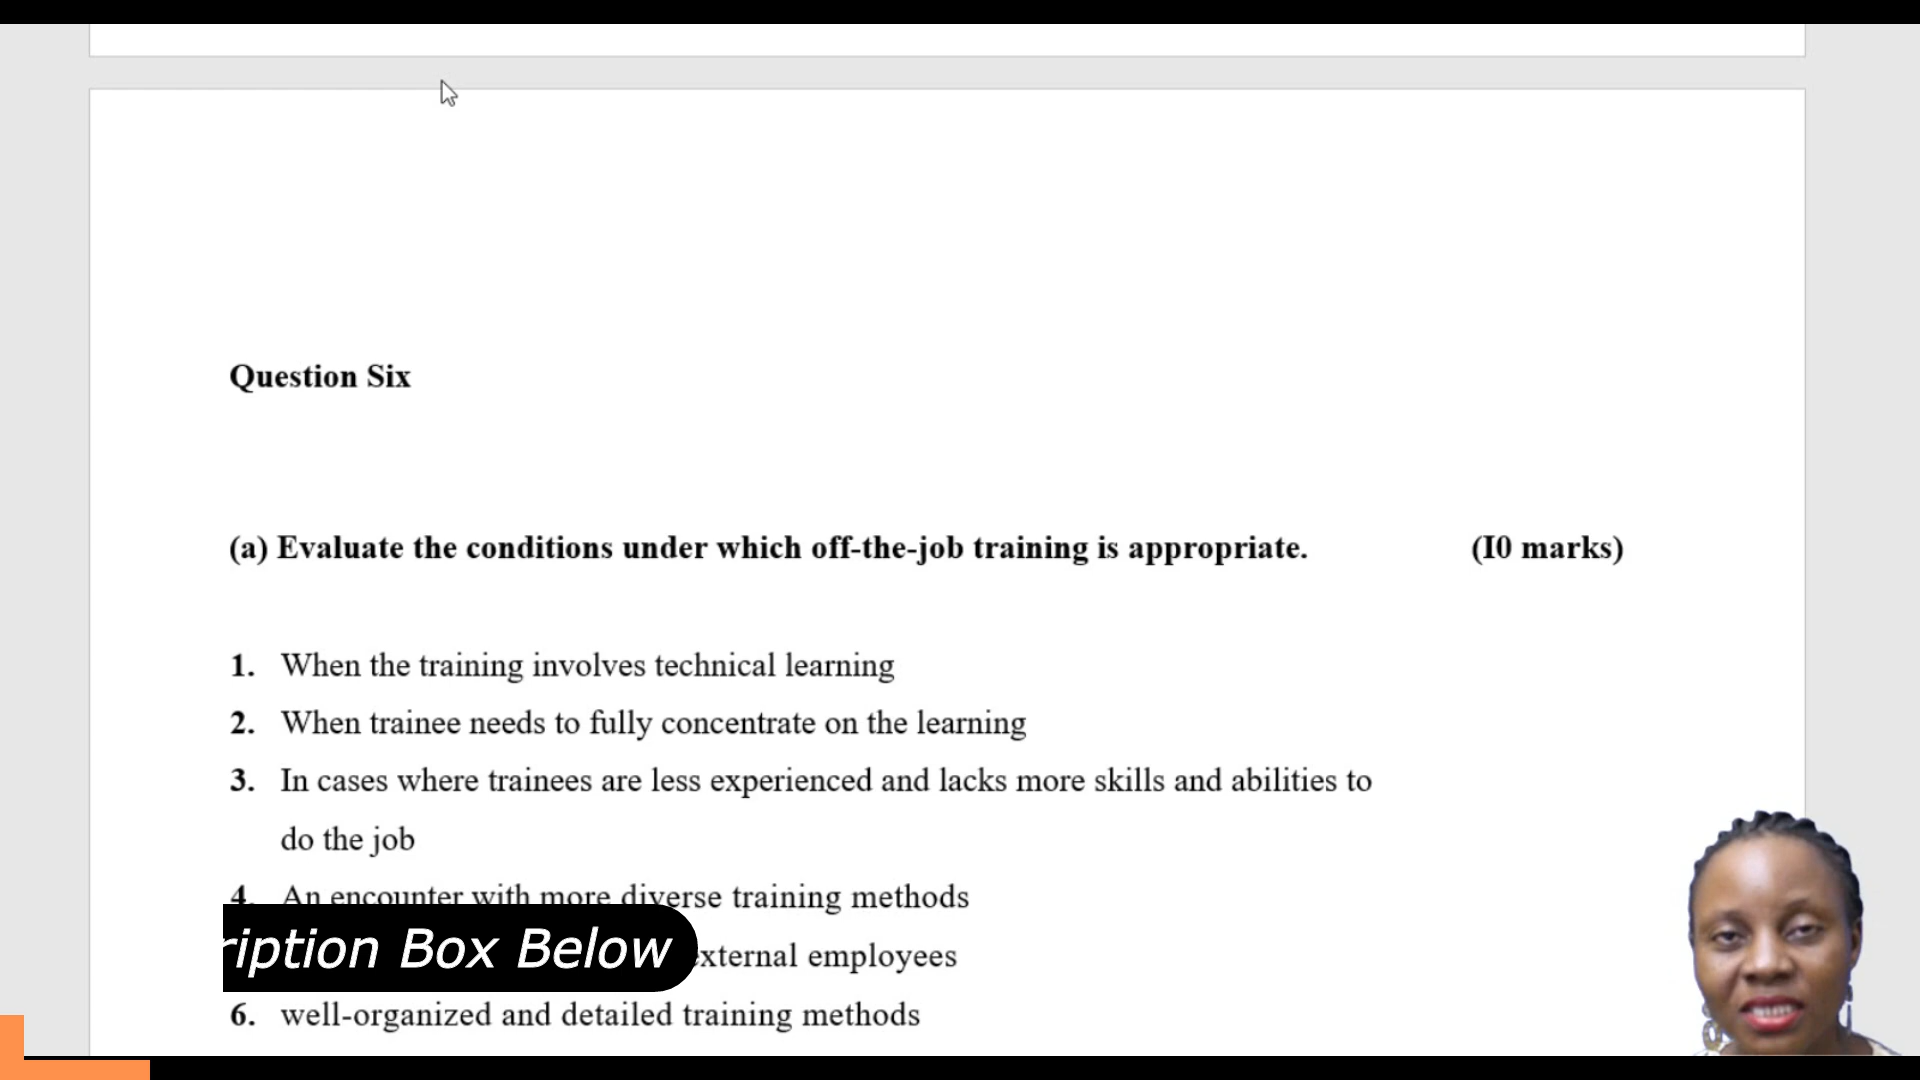 Question Six
(a) Evaluate the conditions under which off-the-job training is appropriate. (I0 marks)
1. When the training involves technical learning
2. When trainee needs to fully concentrate on the learning
3. In cases where trainees are less experienced and lacks more skills and abilities to
do the job
4. An encounter with more diverse training methods
ription Box Below
xternal employees
6. well-organized and detailed training methods